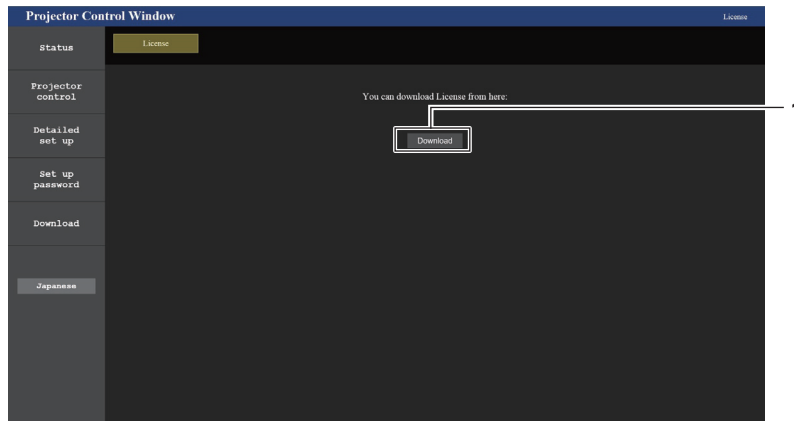 Projector Control Window
License
Status
License
Projector
control
You can download License from here:
Detailed
set up
Download
Set up
password
Download
Japanese